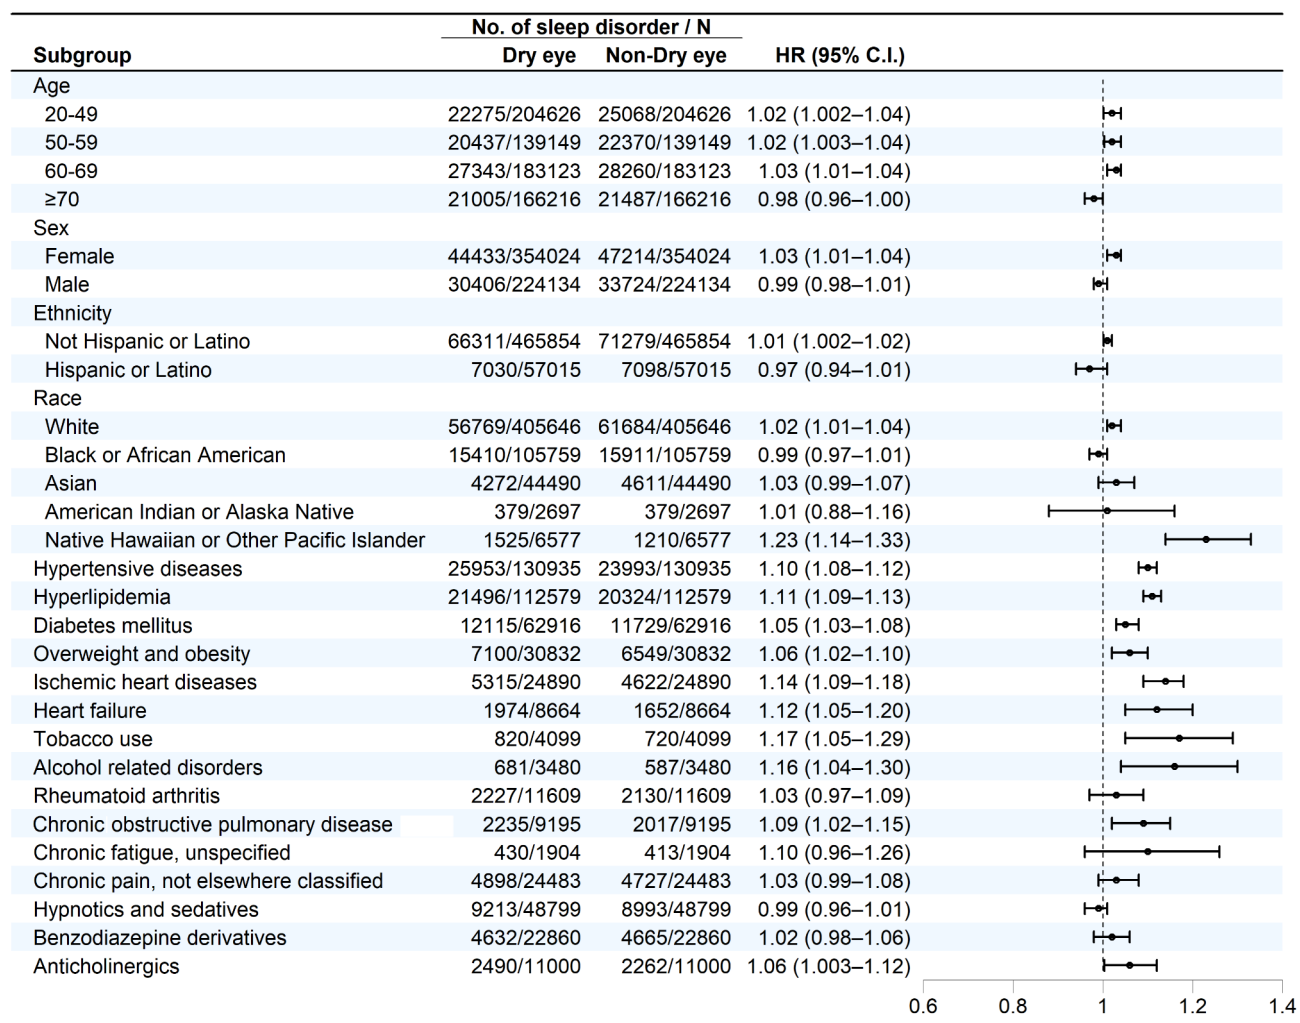 No. of sleep disorder / N
Subgroup Dry eye Non-Dry eye HR (95% C.I.)
Age
20-49 22275/204626 25068/204626 1.02 (1.002–1.04)
50-59 20437/139149 22370/139149 1.02 (1.003–1.04)
60-69 27343/183123 28260/183123 1.03 (1.01–1.04)
≥70 21005/166216 21487/166216 0.98 (0.96–1.00)
Sex
Female 44433/354024 47214/354024 1.03 (1.01–1.04)
Male 30406/224134 33724/224134 0.99 (0.98–1.01)
Ethnicity
Not Hispanic or Latino 66311/465854 71279/465854 1.01 (1.002–1.02)
Hispanic or Latino 7030/57015 7098/57015 0.97 (0.94–1.01)
Race
White 56769/405646 61684/405646 1.02 (1.01–1.04)
Black or African American 15410/105759 15911/105759 0.99 (0.97–1.01)
Asian 4272/44490 4611/44490 1.03 (0.99–1.07)
American Indian or Alaska Native 379/2697 379/2697 1.01 (0.88–1.16)
Native Hawaiian or Other Pacific Islander 1525/6577 1210/6577 1.23 (1.14–1.33)
Hypertensive diseases 25953/130935 23993/130935 1.10 (1.08–1.12)
Hyperlipidemia 21496/112579 20324/112579 1.11 (1.09–1.13)
Diabetes mellitus 12115/62916 11729/62916 1.05 (1.03–1.08)
Overweight and obesity 7100/30832 6549/30832 1.06 (1.02–1.10)
Ischemic heart diseases 5315/24890 4622/24890 1.14 (1.09–1.18)
Heart failure 1974/8664 1652/8664 1.12 (1.05–1.20)
Tobacco use 820/4099 720/4099 1.17 (1.05–1.29)
Alcohol related disorders 681/3480 587/3480 1.16 (1.04–1.30)
Rheumatoid arthritis 2227/11609 2130/11609 1.03 (0.97–1.09)
Chronic obstructive pulmonary disease 2235/9195 2017/9195 1.09 (1.02–1.15)
Chronic fatigue, unspecified 430/1904 413/1904 1.10 (0.96–1.26)
Chronic pain, not elsewhere classified 4898/24483 4727/24483 1.03 (0.99–1.08)
Hypnotics and sedatives 9213/48799 8993/48799 0.99 (0.96–1.01)
Benzodiazepine derivatives 4632/22860 4665/22860 1.02 (0.98–1.06)
Anticholinergics 2490/11000 2262/11000 1.06 (1.003–1.12)
0.6 0.8 1 1.2 1.4